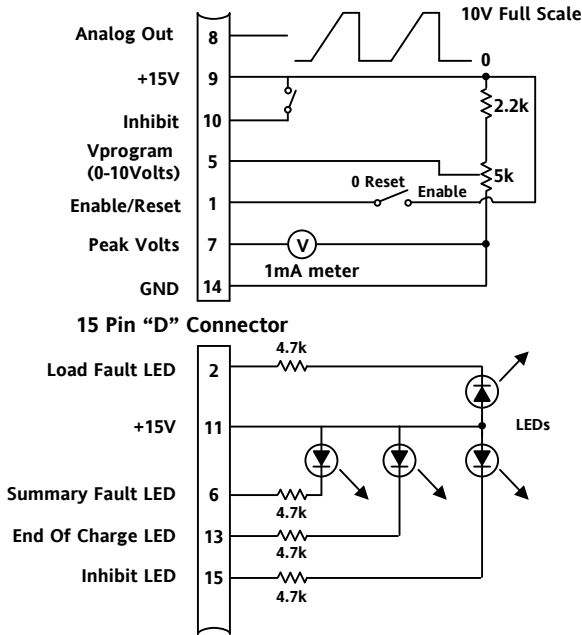 10V Full Scale
Analog Out 8
0
+15V 9
2.2k
Inhibit 10
Vprogram
(0-10Volts) 5
5k
0 Reset Enable
Enable/Reset 1
Peak Volts 7 V
1mA meter
GND 14
15 Pin “D” Connector
4.7k
Load Fault LED 2
+15V 11 LEDs
Summary Fault LED 6
4.7k
End Of Charge LED 13
4.7k
Inhibit LED 15
4.7k